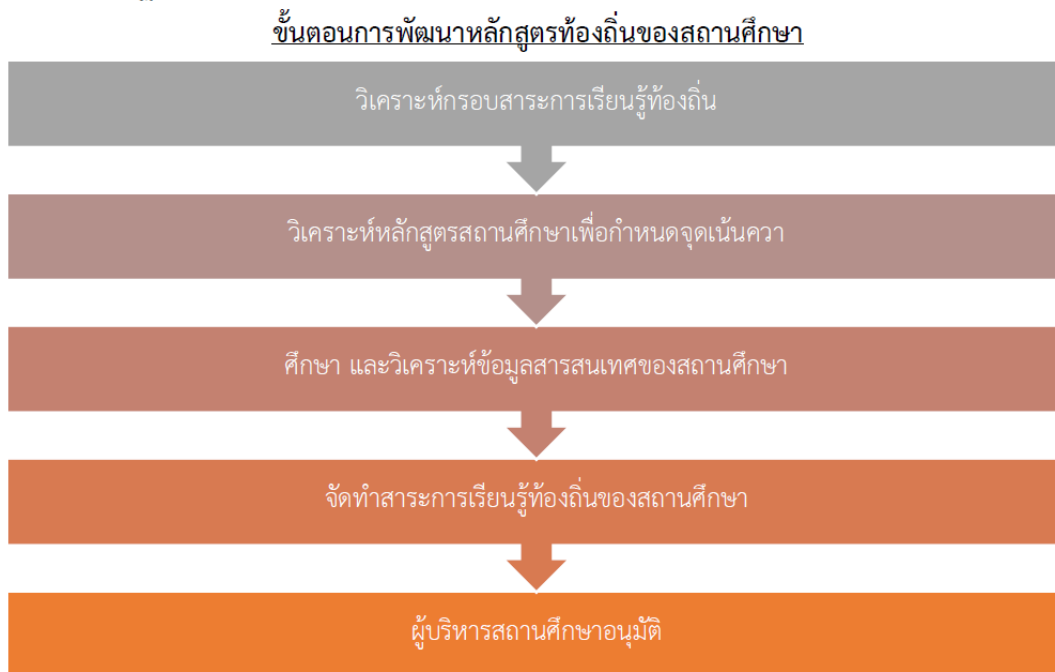 ขั้นตอนการพัฒนาหลักสูตรท้องถิ่นของสถานศึกษา
วิเคราะห์กรอบสาระการเรียนรู้ท้องถิ่น
วิเคราะห์หลักสูตรสถานศึกษาเพื่อกำหนดจุดเน้นควา
ศึกษา และวิเคราะห์ข้อมูลสารสนเทศของสถานศึกษา
จัดทำสาระการเรียนรู้ท้องถิ่นของสถานศึกษา
ผู้บริหารสถานศึกษาอนุมัติ